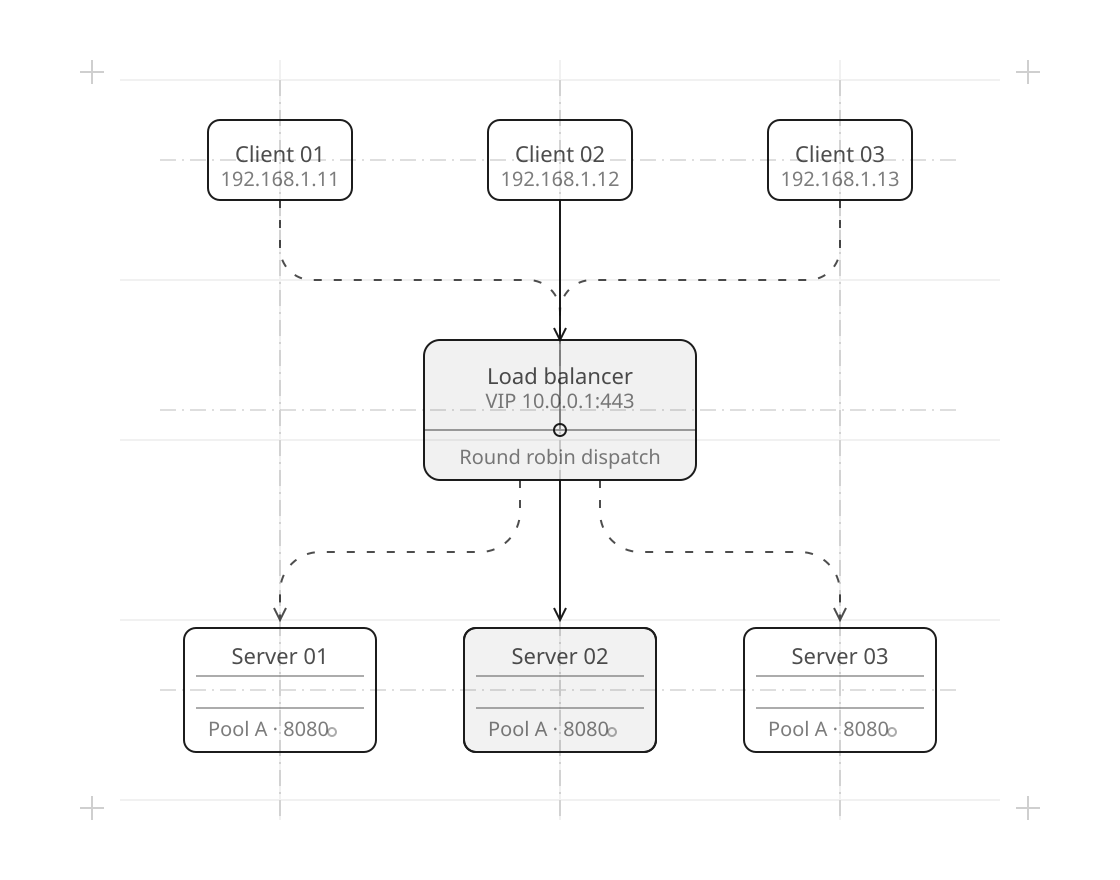 Client 01
192.168.1.11
Client 02
192.168.1.12
Client 03
192.168.1.13
Load balancer
VIP 10.0.0.1:443
Round robin dispatch
Server 01
Pool A · 8080
Server 02
Pool A · 8080
Server 03
Pool A · 8080